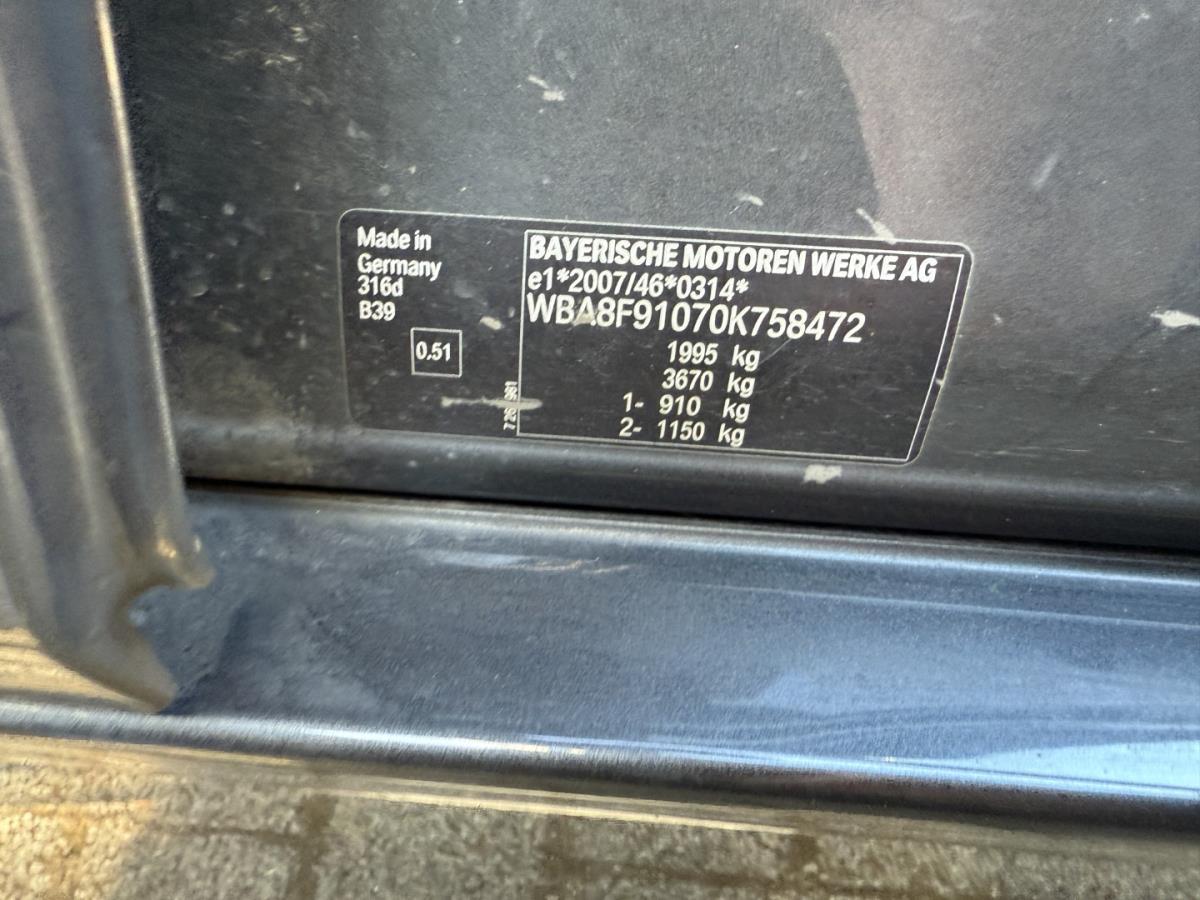 Made in
Germany
316d
B39
0.51
BAYERISCHE MOTOREN WERKE AG
e1*2007/46*0314*
WBA8F91070K758472
1995 kg
3670 kg
1- 910 kg
2- 1150 kg